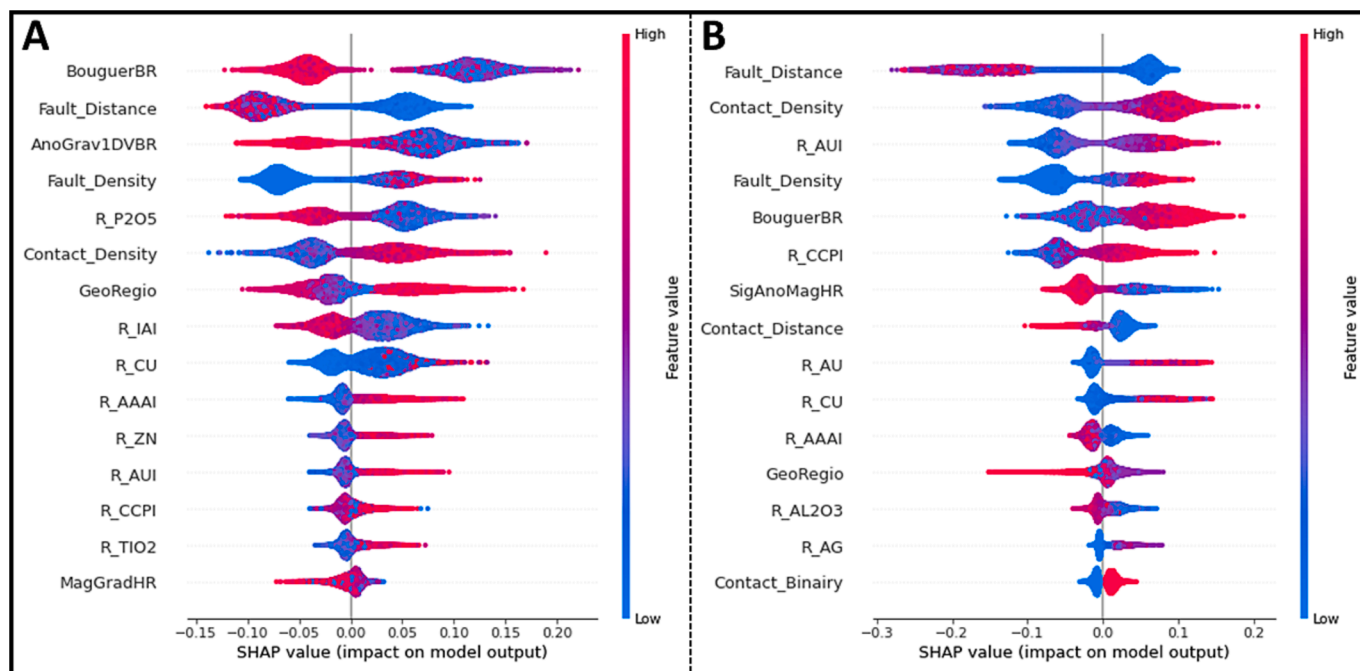 A
BouguerBR
Fault_Distance
AnoGrav1DVBR
Fault_Density
R_P2O5
Contact_Density
GeoRegio
R_IAI
R_CU
R_AAAI
R_ZN
R_AUI
R_CCPI
R_TIO2
MagGradHR
−0.15 −0.10 −0.05 0.00 0.05 0.10 0.15 0.20
SHAP value (impact on model output)
High
Feature value
Low
B
Fault_Distance
Contact_Density
R_AUI
Fault_Density
BouguerBR
R_CCPI
SigAnoMagHR
Contact_Distance
R_AU
R_CU
R_AAAI
GeoRegio
R_AL2O3
R_AG
Contact_Binairy
−0.3 −0.2 −0.1 0.0 0.1 0.2
SHAP value (impact on model output)
High
Feature value
Low